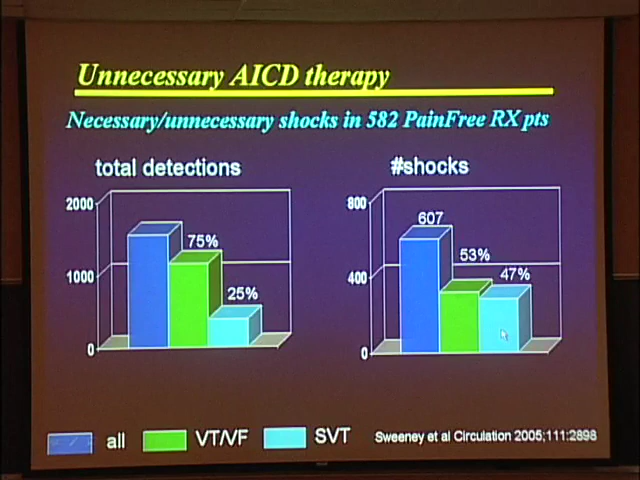 Unnecessary AICD therapy
Necessary/unnecessary shocks in 582 PainFree RX pts
total detections
2000
1000
0
75%
25%
#shocks
800
400
0
607
53%
47%
all
VT/VF
SVT
Sweeney et al Circulation 2005;111:2898